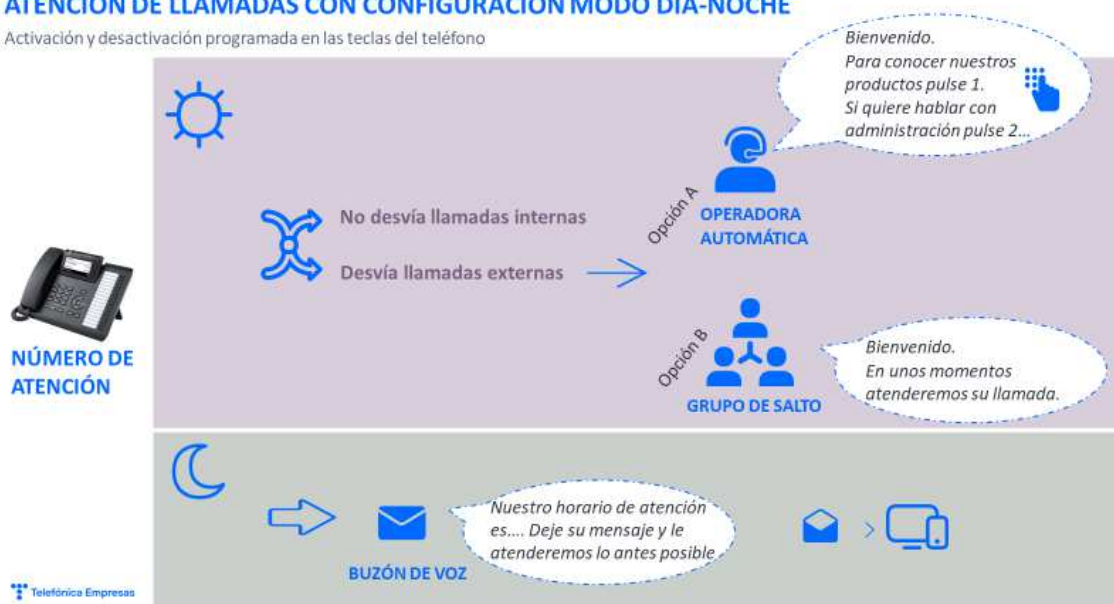 ATENCIÓN DE LLAMADAS CON CONFIGURACIÓN MODO DÍA-NOCHE
Activación y desactivación programada en las teclas del teléfono
Bienvenido.
Para conocer nuestros
productos pulse 1.
Si quiere hablar con
administración pulse 2...
Opción A
OPERADORA
AUTOMÁTICA
No desvía llamadas internas
Desvía llamadas externas
NÚMERO DE
ATENCIÓN
Opción B
GRUPO DE SALTO
Bienvenido.
En unos momentos
atenderemos su llamada.
Nuestro horario de atención
es.... Deje su mensaje y le
atenderemos lo antes posible
BUZÓN DE VOZ
Telefónica Empresas